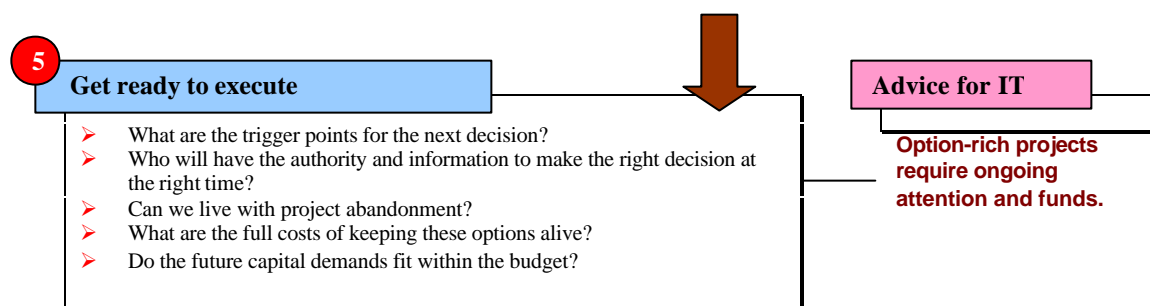 5
Get ready to execute
What are the trigger points for the next decision?
Who will have the authority and information to make the right decision at
the right time?
Can we live with project abandonment?
What are the full costs of keeping these options alive?
Do the future capital demands fit within the budget?
Advice for IT
Option-rich projects
require ongoing
attention and funds.